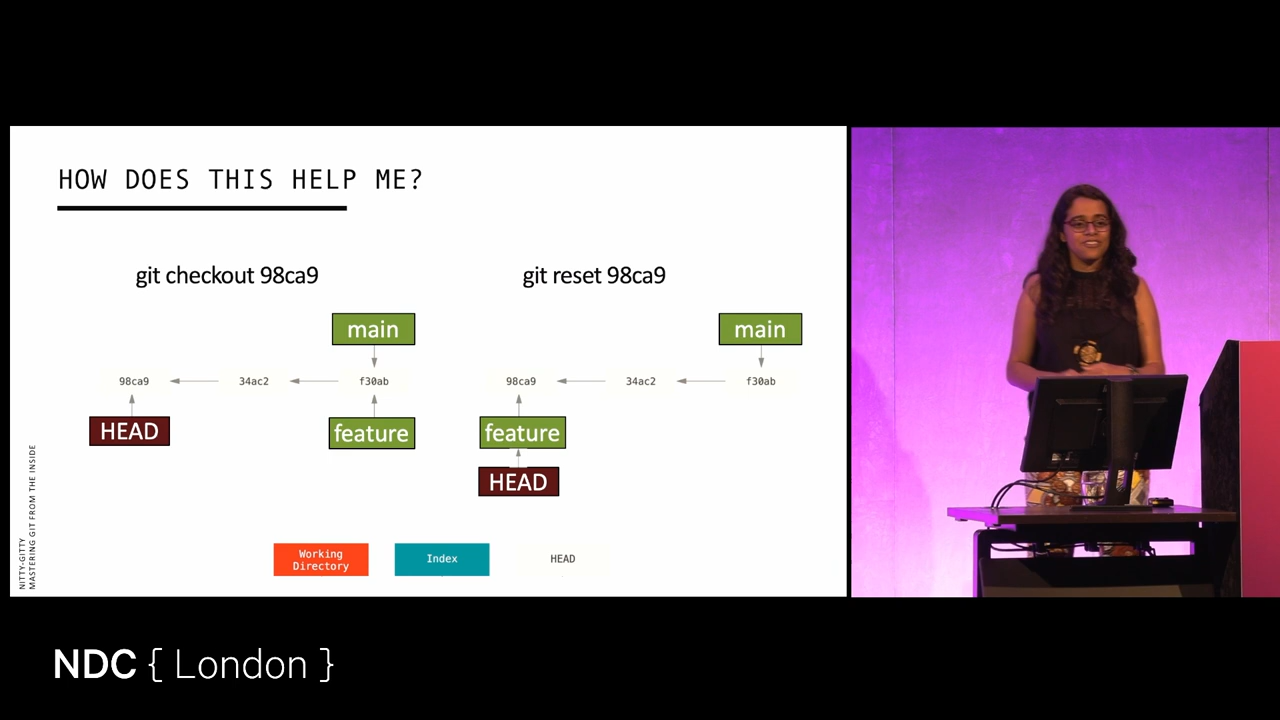 HOW DOES THIS HELP ME?
git checkout 98ca9
git reset 98ca9
main
main
98ca9
34ac2
f30ab
98ca9
34ac2
f30ab
HEAD
feature
feature
HEAD
Working
Directory
Index
HEAD
NITTY-GITTY
MASTERING GIT FROM THE INSIDE
NDC { London }